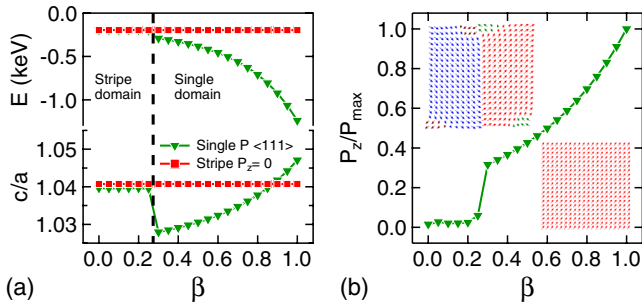 E (keV)
0.0
-0.5
-1.0
Stripe
domain
Single
domain
Single P <111>
Stripe Pz= 0
c/a
1.05
1.04
1.03
0.0 0.2 0.4 0.6 0.8 1.0
β
(a)
Pz/Pmax
1.0
0.8
0.6
0.4
0.2
0.0
0.0 0.2 0.4 0.6 0.8 1.0
β
(b)